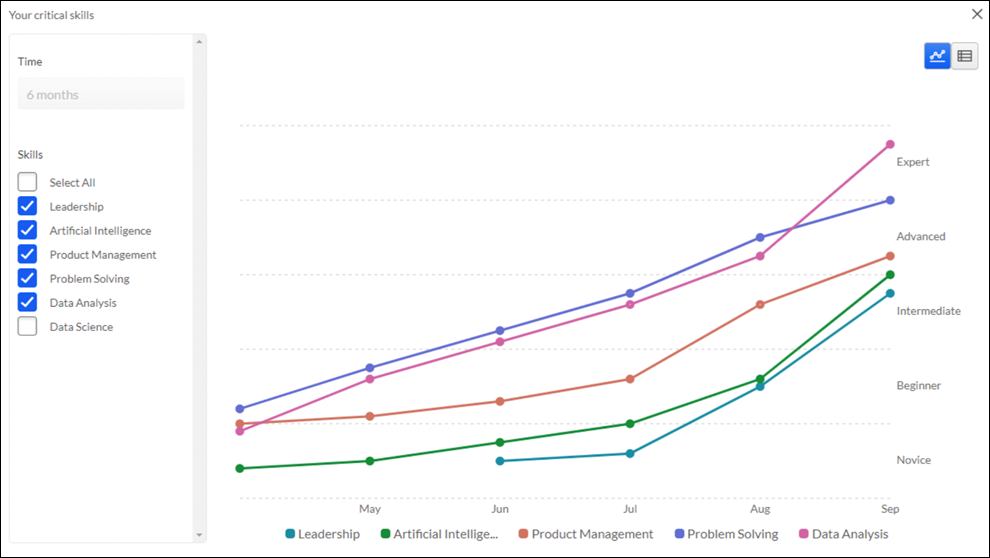 Your critical skills
Time
6 months
Skills
Select All
Leadership
Artificial Intelligence
Product Management
Problem Solving
Data Analysis
Data Science
Expert
Advanced
Intermediate
Beginner
Novice
May Jun Jul Aug Sep
Leadership Artificial Intellige... Product Management Problem Solving Data Analysis